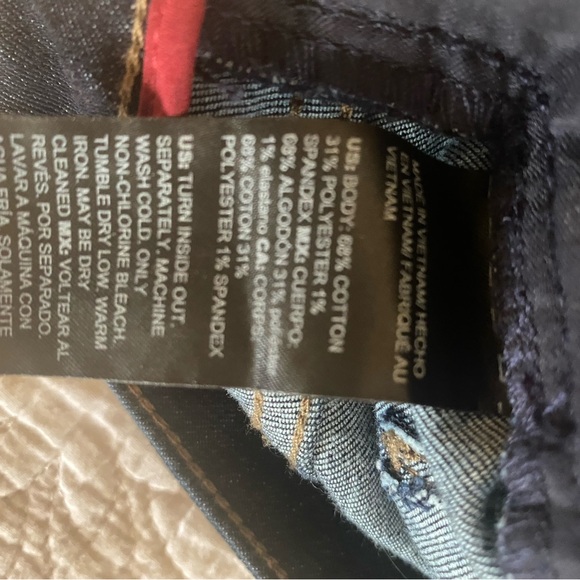 MADE IN VIETNAM/ HECHO
EN VIETNAM/ FABRIQUÉ AU
VIETNAM
US: BODY: 68% COTTON
31% POLYESTER 1%
SPANDEX MX: CUERPO:
68% ALGODÓN 31% poliéster
1% elastano CA: CORPS:
68% COTON 31%
POLYESTER 1% SPANDEX
US: TURN INSIDE OUT.
SEPARATELY. MACHINE
WASH COLD. ONLY
NON-CHLORINE BLEACH.
TUMBLE DRY LOW. WARM
IRON. MAY BE DRY
CLEANED MX: VOLTEAR AL
REVÉS. POR SEPARADO.
LAVAR A MÁQUINA CON
SOLAMENTE